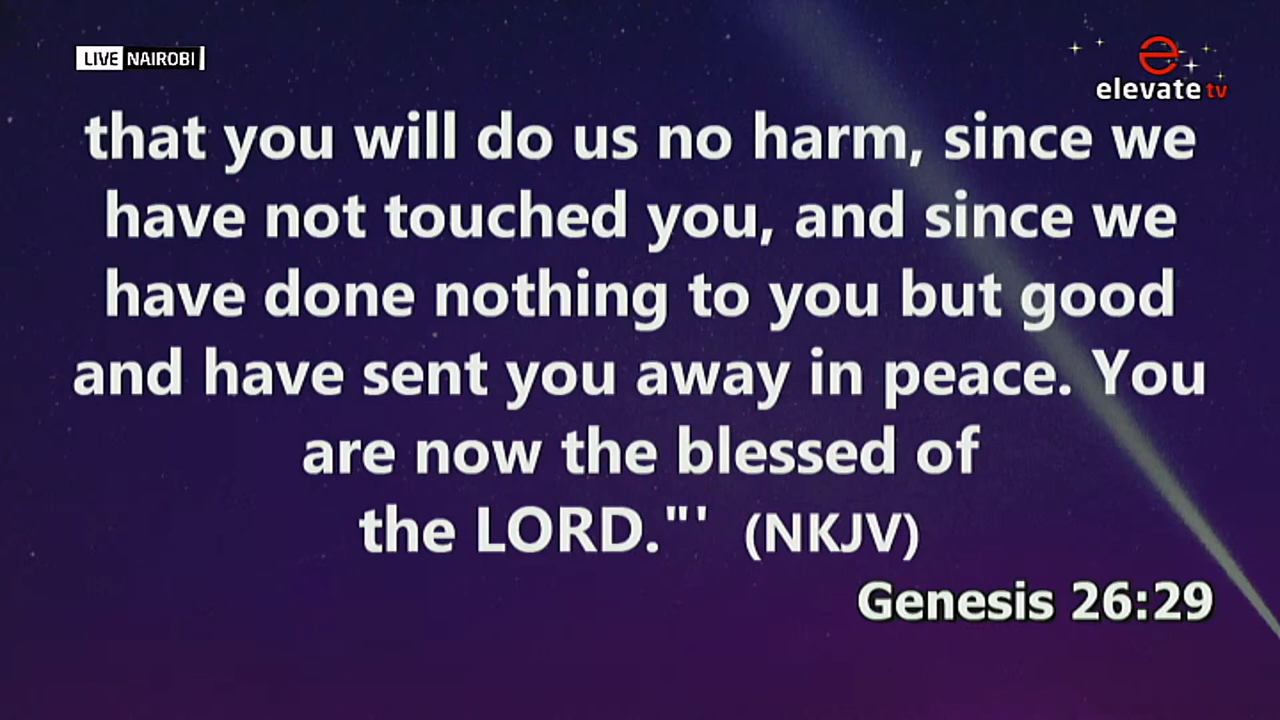 LIVE NAIROBI
elevate tv
that you will do us no harm, since we
have not touched you, and since we
have done nothing to you but good
and have sent you away in peace. You
are now the blessed of
the LORD."' (NKJV)
Genesis 26:29